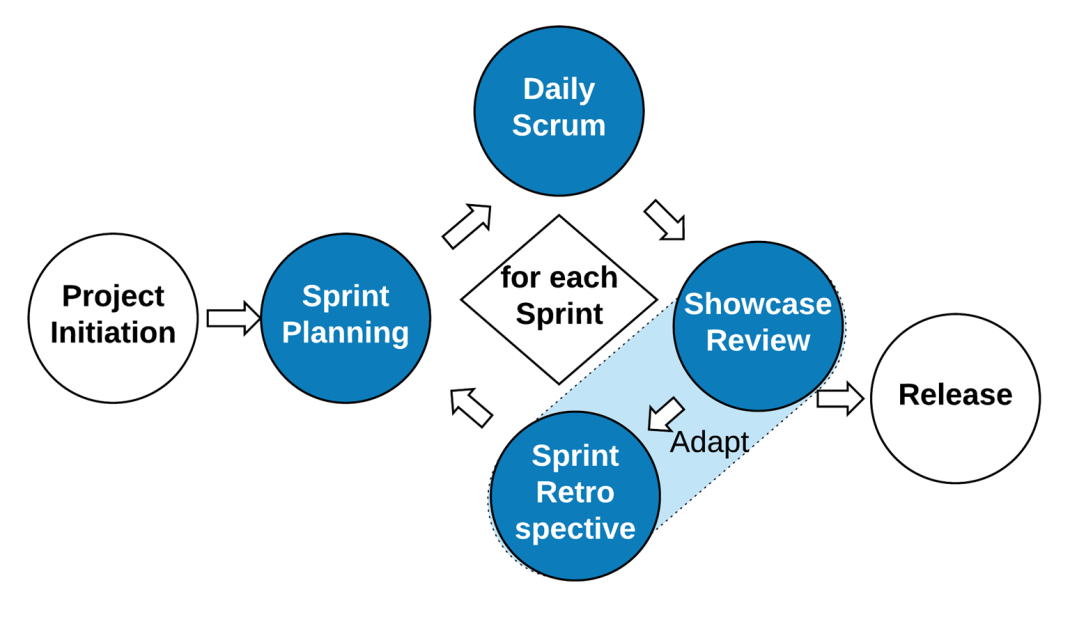 Daily
Scrum
Project
Initiation
Sprint
Planning
for each
Sprint
Showcase
Review
Release
Adapt
Sprint
Retro
spective